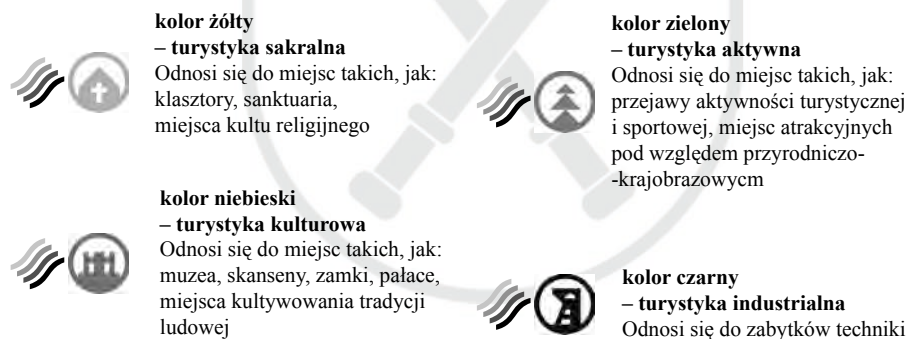 kolor żółty
– turystyka sakralna
Odnosi się do miejsc takich, jak:
klasztory, sanktuaria,
miejsca kultu religijnego
kolor niebieski
– turystyka kulturowa
Odnosi się do miejsc takich, jak:
muzea, skanseny, zamki, pałace,
miejsca kultywowania tradycji
ludowej
kolor zielony
– turystyka aktywna
Odnosi się do miejsc takich, jak:
przejawy aktywności turystycznej
i sportowej, miejsc atrakcyjnych
pod względem przyrodniczo-
-krajobrazowycm
kolor czarny
– turystyka industrialna
Odnosi się do zabytków techniki